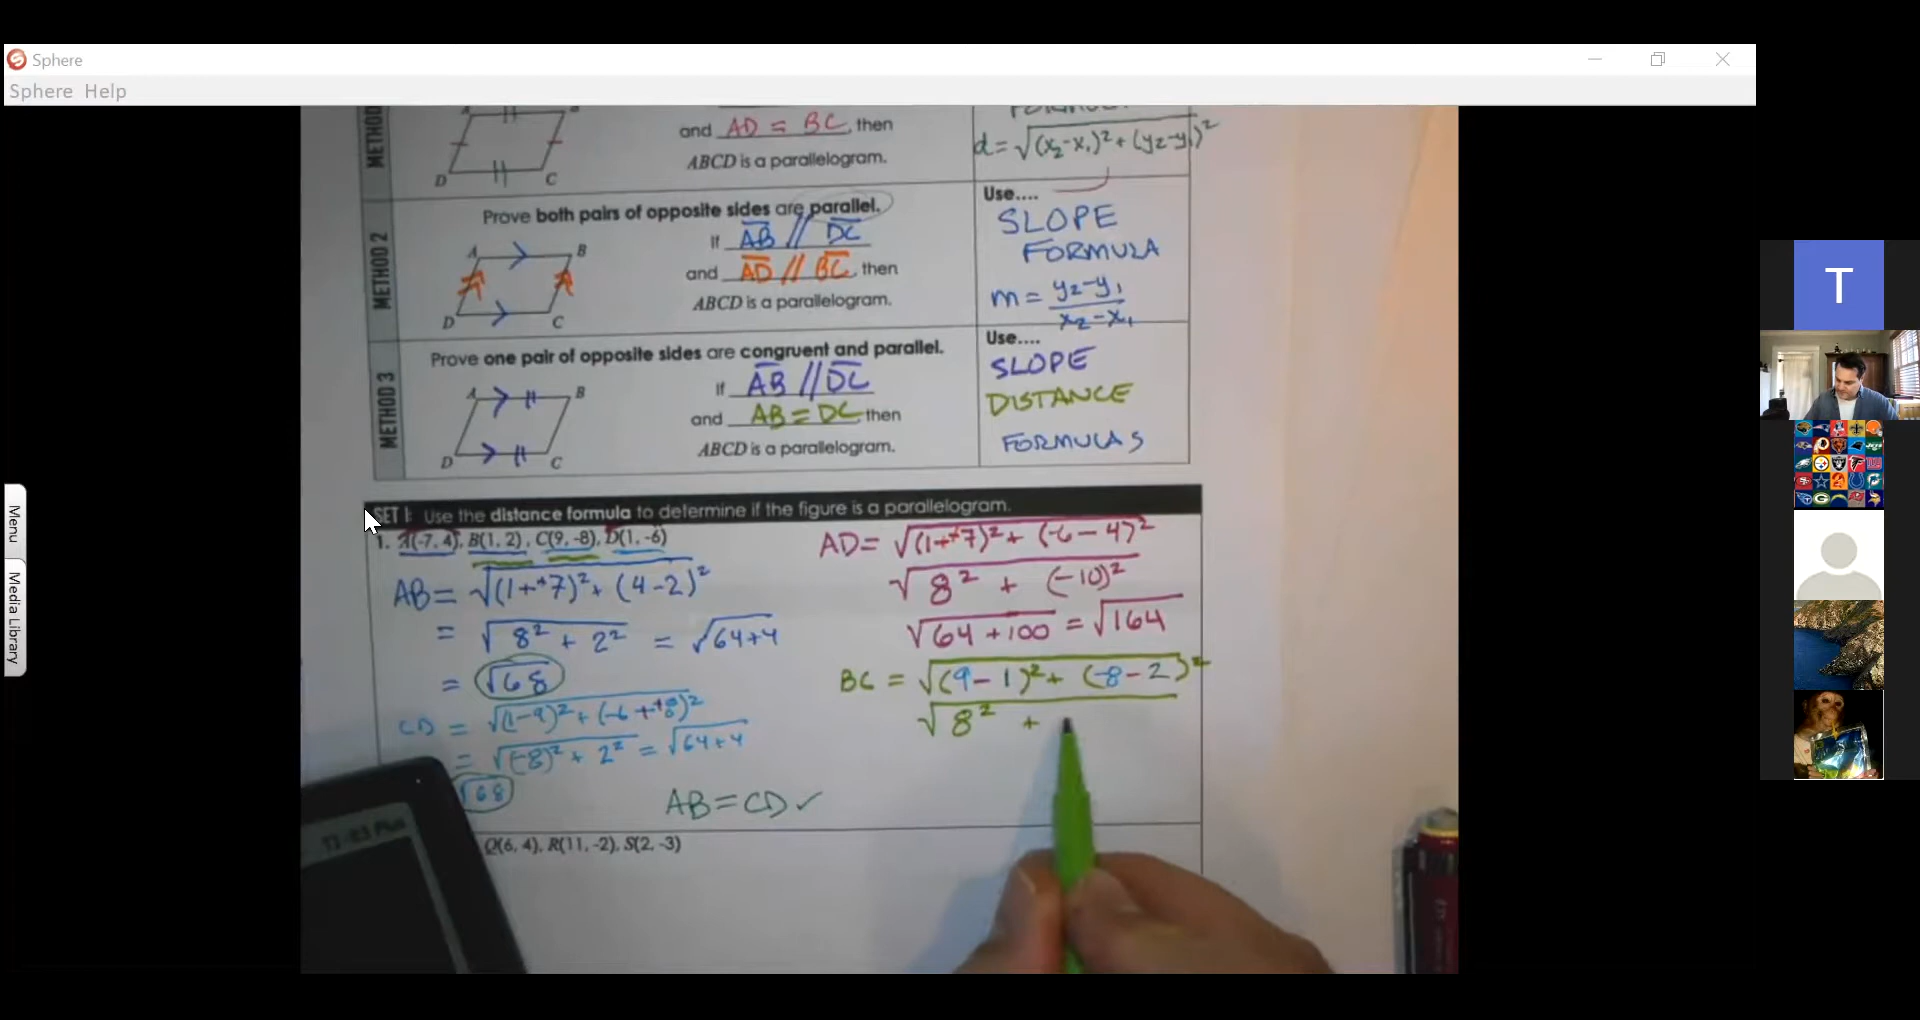 Sphere
Sphere Help
Menu
Media Library
METHOD
and AD = BC, then
ABCD is a parallelogram.
D C
d = √(x₂-x₁)² + (y₂-y₁)²
METHOD 2
Prove both pairs of opposite sides are parallel.
A B
D C
If AB // DC
and AD // BC, then
ABCD is a parallelogram.
Use....
SLOPE
FORMULA
m = y₂-y₁
x₂-x₁
METHOD 3
Prove one pair of opposite sides are congruent and parallel.
A B
D C
If AB // DC
and AB = DC, then
ABCD is a parallelogram.
Use....
SLOPE
DISTANCE
FORMULAS
SET I: Use the distance formula to determine if the figure is a parallelogram.
1. A(-7, 4), B(1, 2), C(9, -8), D(1, -6)
AB = √(1-+7)² + (4-2)²
= √8² + 2² = √64+4
= √68
CD = √(1-9)² + (-6-+8)²
= √(-8)² + 2² = √64+4
√68
AB = CD ✓
AD = √(1-+7)² + (-6-4)²
√8² + (-10)²
√64+100 = √164
BC = √(9-1)² + (-8-2)²
√8² +
Q(6, 4), R(11, -2), S(2, -3)
TI-83 Plus
T